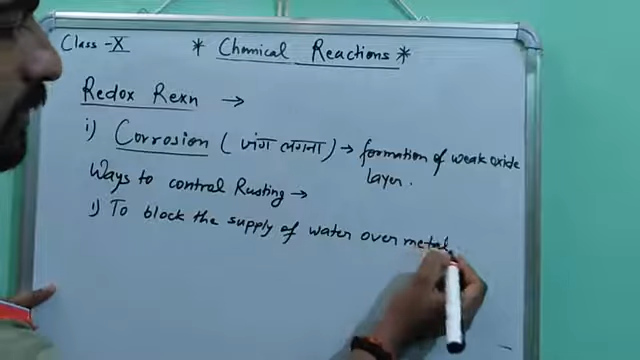 Class - X
* Chemical Reactions *
Redox Rexn →
i) Corrosion ( जंग लगना ) → formation of weak oxide
layer.
Ways to control Rusting →
1) To block the supply of water over metal.